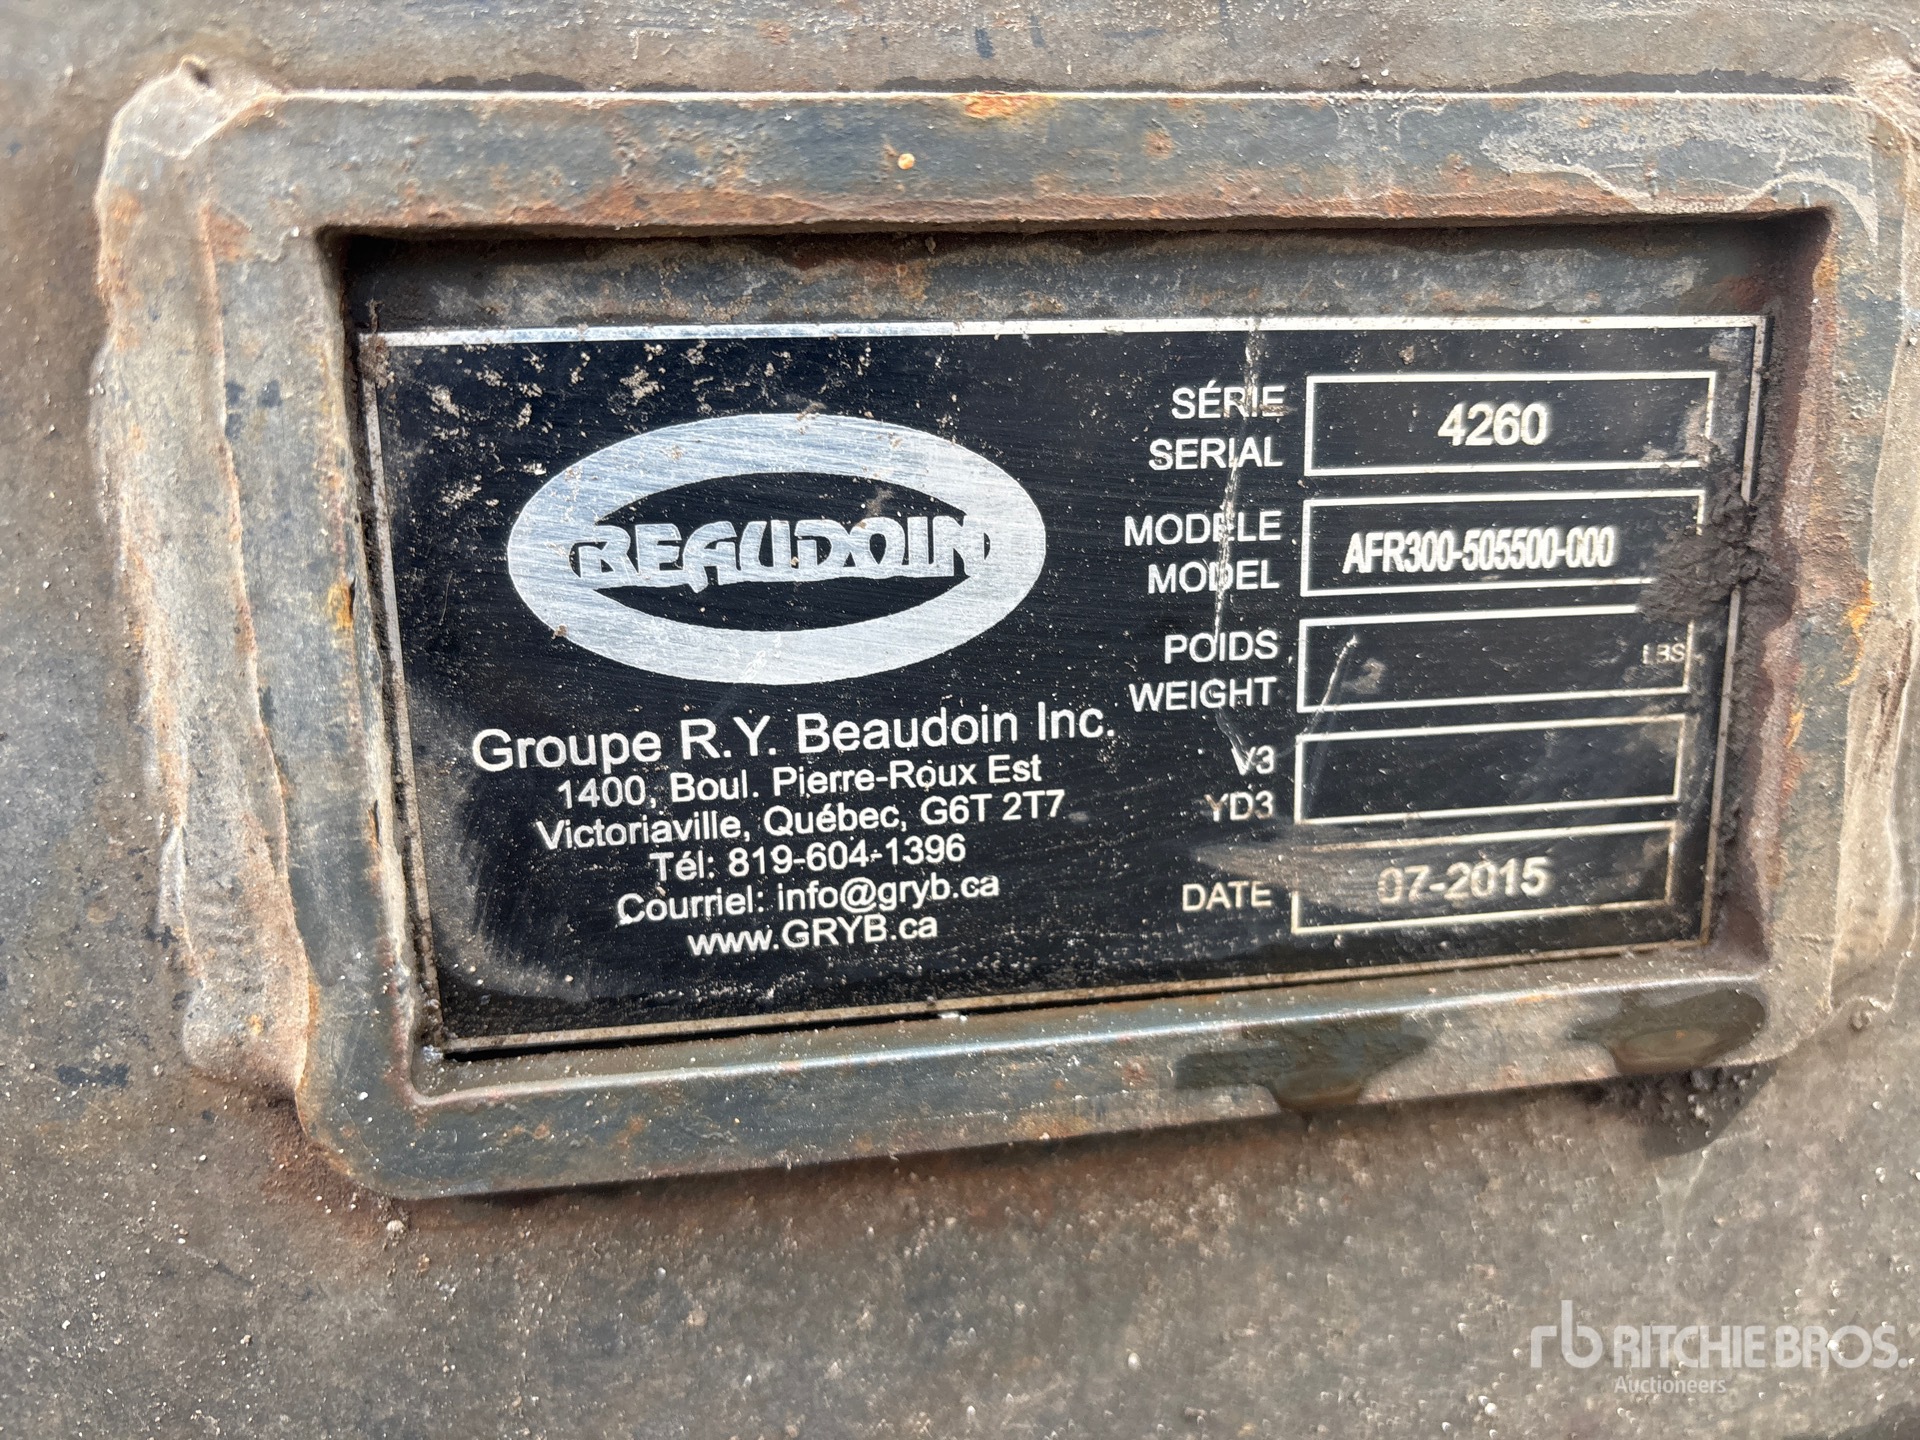 BEAUDOIN
Groupe R.Y. Beaudoin Inc.
1400, Boul. Pierre-Roux Est
Victoriaville, Québec, G6T 2T7
Tél: 819-604-1396
Courriel: info@gryb.ca
www.GRYB.ca
SÉRIE
SERIAL
4260
MODÈLE
MODEL
AFR300-505500-000
POIDS
WEIGHT
LBS
V3
YD3
DATE
07-2015
rb RITCHIE BROS.
Auctioneers